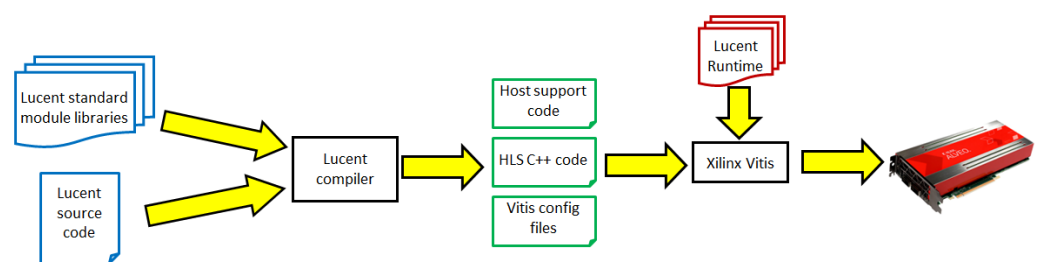 Lucent standard
module libraries
Lucent
source
code
Lucent
compiler
Host support
code
HLS C++ code
Vitis config
files
Lucent
Runtime
Xilinx Vitis
ALVEO